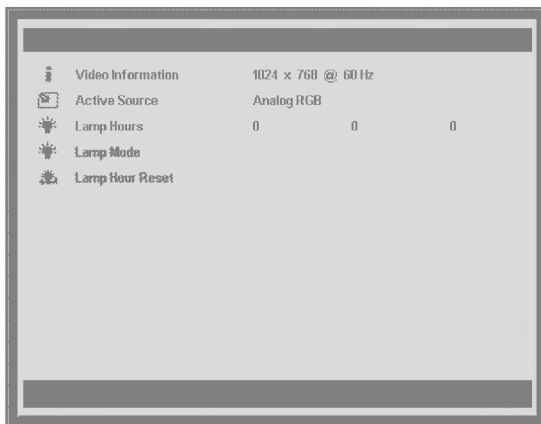 Video Information 1024 x 768 @ 60 Hz
Active Source Analog RGB
Lamp Hours 0 0 0
Lamp Mode
Lamp Hour Reset